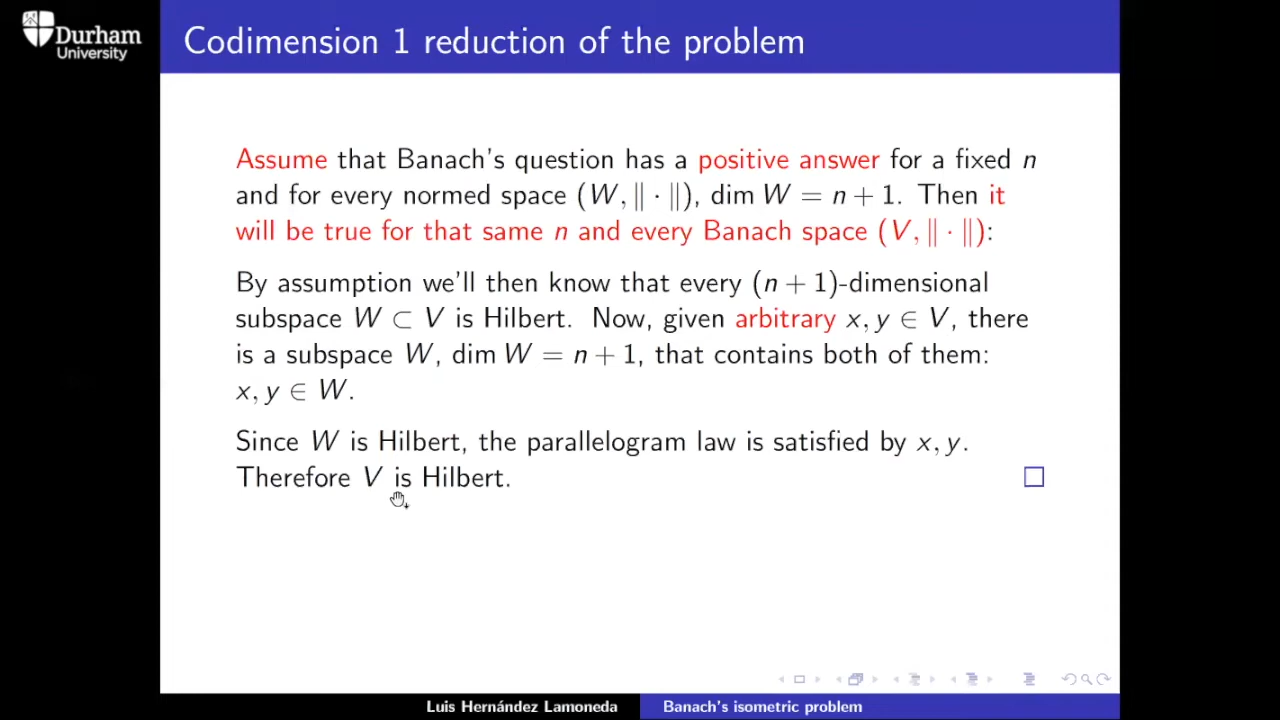 Durham
University
Codimension 1 reduction of the problem
Assume that Banach's question has a positive answer for a fixed n
and for every normed space (W, ‖ · ‖), dim W = n + 1. Then it
will be true for that same n and every Banach space (V, ‖ · ‖):
By assumption we'll then know that every (n + 1)-dimensional
subspace W ⊂ V is Hilbert. Now, given arbitrary x, y ∈ V, there
is a subspace W, dim W = n + 1, that contains both of them:
x, y ∈ W.
Since W is Hilbert, the parallelogram law is satisfied by x, y.
Therefore V is Hilbert.
Luis Hernández Lamoneda
Banach's isometric problem